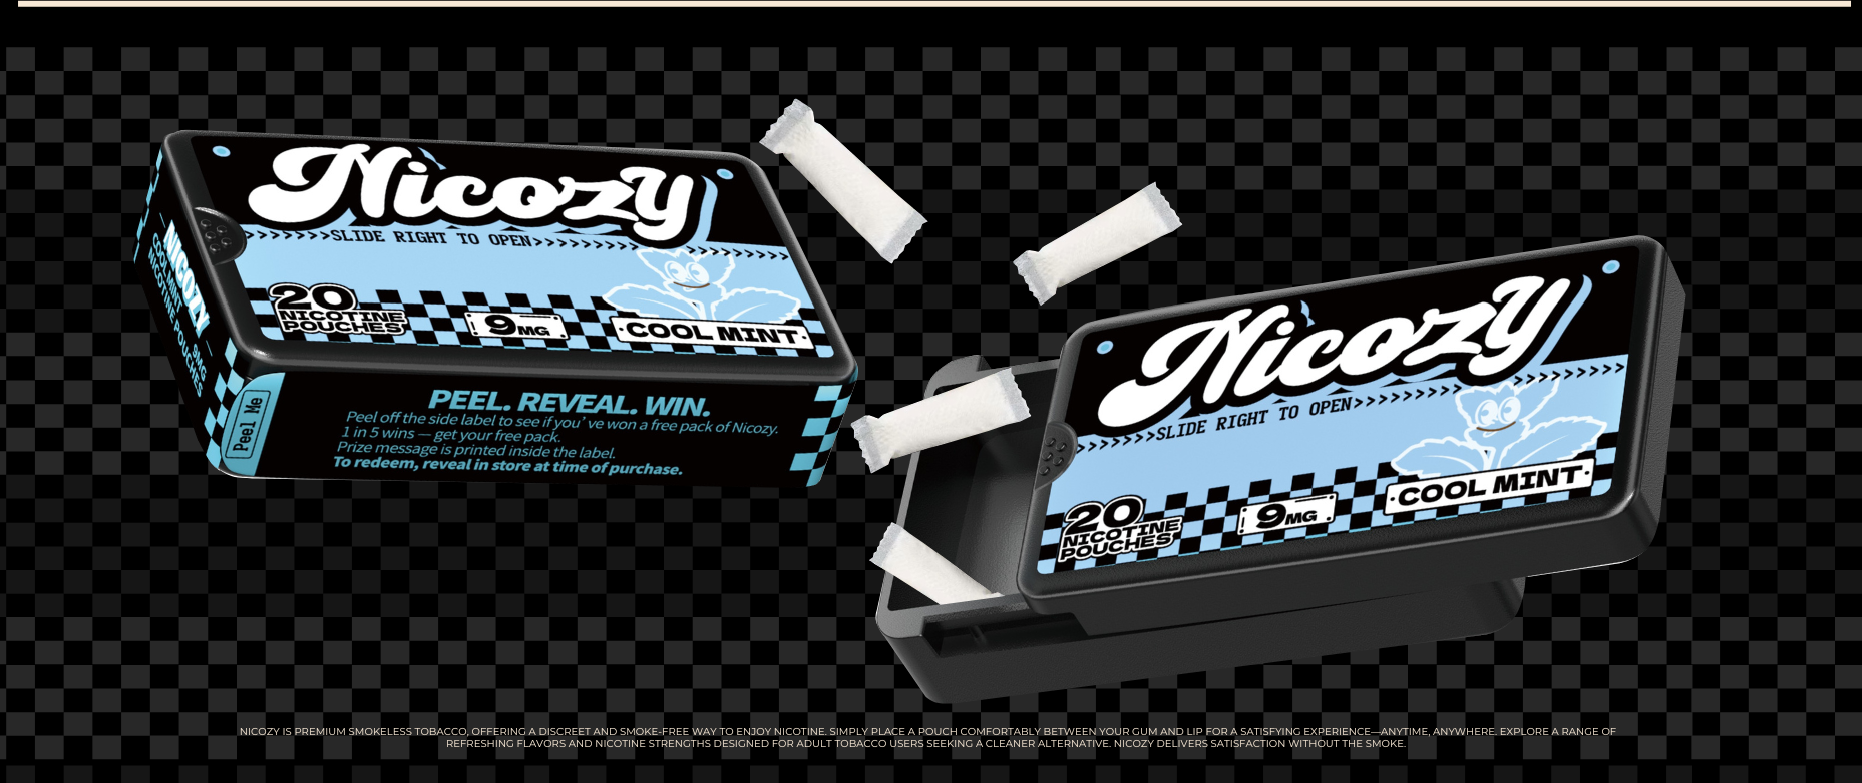 Nicozy
>>>>>>>SLIDE RIGHT TO OPEN>>>>>>>>>>>>>>>>>>>>>>
20
NICOTINE
POUCHES
9MG
·COOL MINT·
NICOZY
COOL MINT
NICOTINE POUCHES
9MG
Peel Me
PEEL. REVEAL. WIN.
Peel off the side label to see if you've won a free pack of Nicozy.
1 in 5 wins — get your free pack.
Prize message is printed inside the label.
To redeem, reveal in store at time of purchase.
Nicozy
>>>>>>>SLIDE RIGHT TO OPEN>>>>>>>>>>>>>>>>>>>>>>
20
NICOTINE
POUCHES
9MG
·COOL MINT·
NICOZY IS PREMIUM SMOKELESS TOBACCO, OFFERING A DISCREET AND SMOKE-FREE WAY TO ENJOY NICOTINE. SIMPLY PLACE A POUCH COMFORTABLY BETWEEN YOUR GUM AND LIP FOR A SATISFYING EXPERIENCE—ANYTIME, ANYWHERE. EXPLORE A RANGE OF
REFRESHING FLAVORS AND NICOTINE STRENGTHS DESIGNED FOR ADULT TOBACCO USERS SEEKING A CLEANER ALTERNATIVE. NICOZY DELIVERS SATISFACTION WITHOUT THE SMOKE.